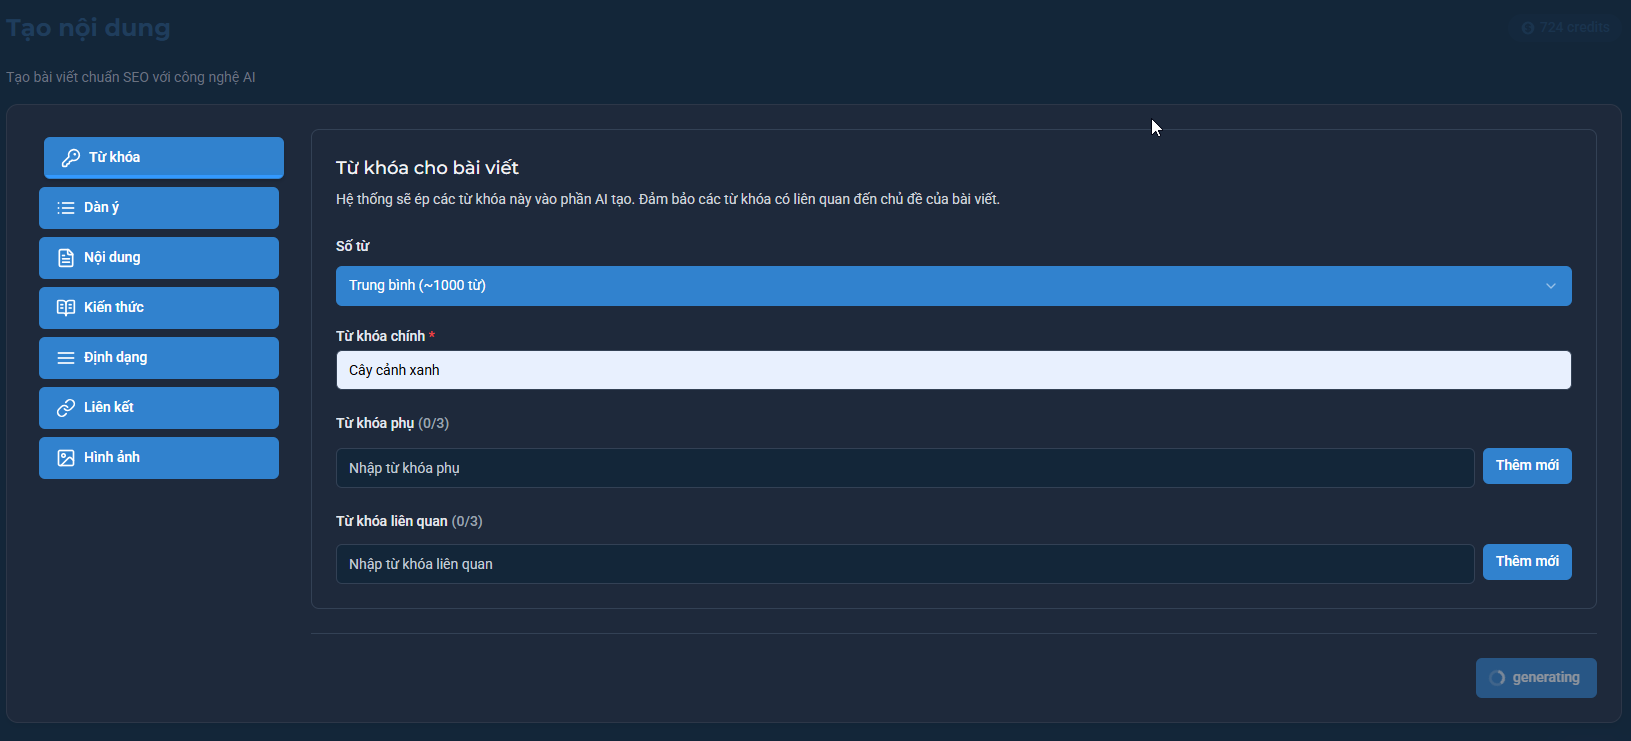 Tạo nội dung
724 credits
Tạo bài viết chuẩn SEO với công nghệ AI
Từ khóa
Dàn ý
Nội dung
Kiến thức
Định dạng
Liên kết
Hình ảnh
Từ khóa cho bài viết
Hệ thống sẽ ép các từ khóa này vào phần AI tạo. Đảm bảo các từ khóa có liên quan đến chủ đề của bài viết.
Số từ
Trung bình (~1000 từ)
Từ khóa chính *
Cây cảnh xanh
Từ khóa phụ (0/3)
Nhập từ khóa phụ
Thêm mới
Từ khóa liên quan (0/3)
Nhập từ khóa liên quan
Thêm mới
generating